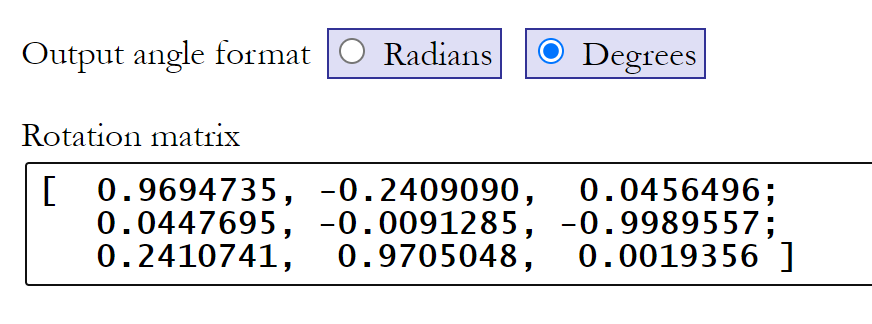 Output angle format Radians Degrees
Rotation matrix
[ 0.9694735, -0.2409090, 0.0456496;
0.0447695, -0.0091285, -0.9989557;
0.2410741, 0.9705048, 0.0019356 ]